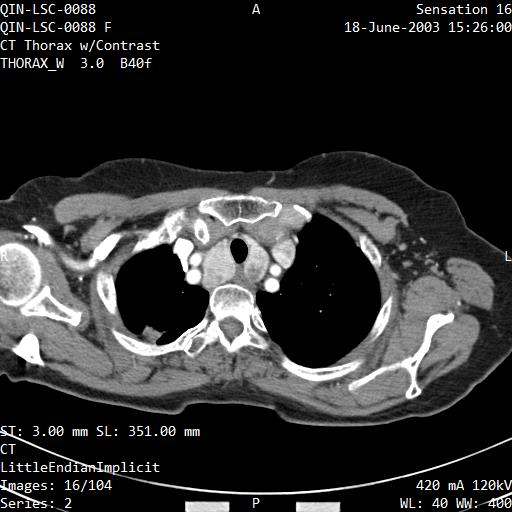 QIN-LSC-0088
A
Sensation 16
QIN-LSC-0088 F
18-June-2003 15:26:00
CT Thorax w/Contrast
THORAX_W 3.0 B40f
R
L
ST: 3.00 mm SL: 351.00 mm
CT
LittleEndianImplicit
Images: 16/104
420 mA 120kV
Series: 2
P
WL: 40 WW: 400